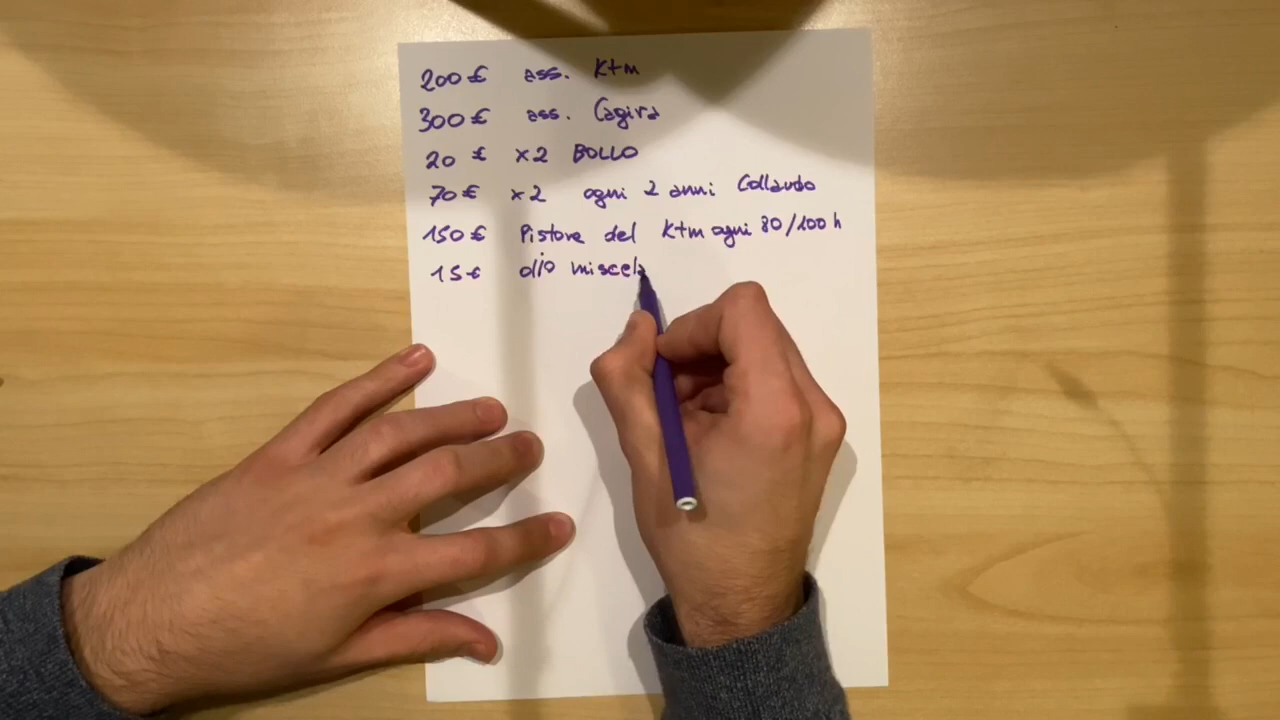 200€ ass. Ktm
300€ ass. Cagiva
20 € x2 BOLLO
70€ x2 ogni 2 anni Collaudo
150€ Pistone del Ktm ogni 80/100 h
15€ olio miscela